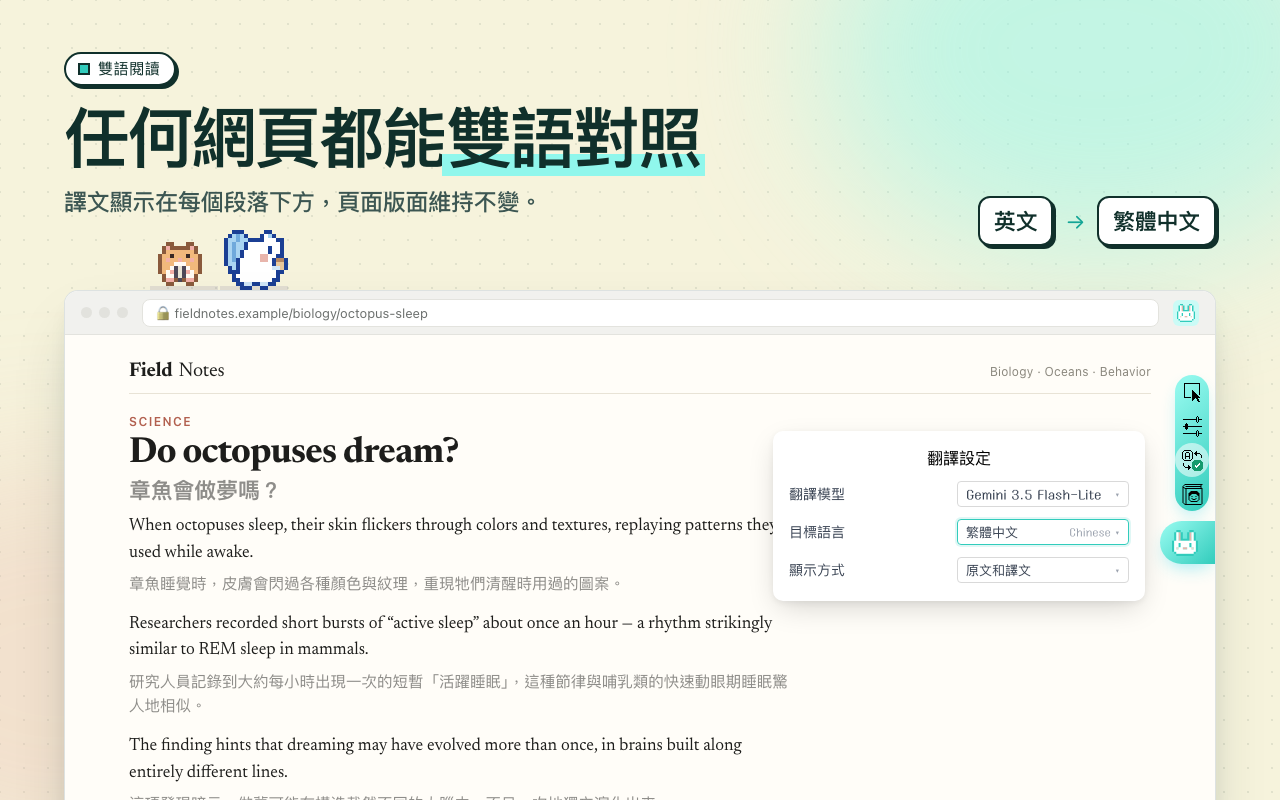 雙語閱讀
任何網頁都能雙語對照
譯文顯示在每個段落下方，頁面版面維持不變。
英文 → 繁體中文
fieldnotes.example/biology/octopus-sleep
Field Notes
Biology · Oceans · Behavior
SCIENCE
Do octopuses dream?
章魚會做夢嗎？
When octopuses sleep, their skin flickers through colors and textures, replaying patterns they
used while awake.
章魚睡覺時，皮膚會閃過各種顏色與紋理，重現牠們清醒時用過的圖案。
Researchers recorded short bursts of “active sleep” about once an hour — a rhythm strikingly
similar to REM sleep in mammals.
研究人員記錄到大約每小時出現一次的短暫「活躍睡眠」，這種節律與哺乳類的快速動眼期睡眠驚
人地相似。
The finding hints that dreaming may have evolved more than once, in brains built along
entirely different lines.
翻譯設定
翻譯模型 Gemini 3.5 Flash-Lite
目標語言 繁體中文 Chinese
顯示方式 原文和譯文